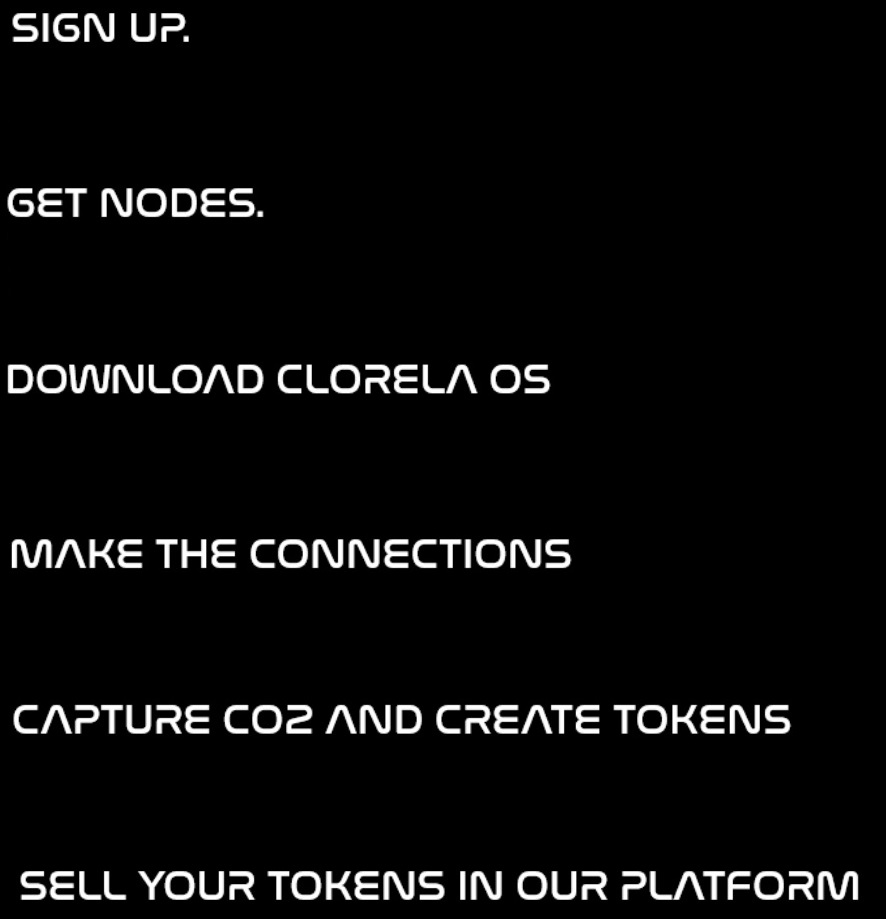 SIGN UP.
GET NODES.
DOWNLOAD CLORELA OS
MAKE THE CONNECTIONS
CAPTURE CO2 AND CREATE TOKENS
SELL YOUR TOKENS IN OUR PLATFORM